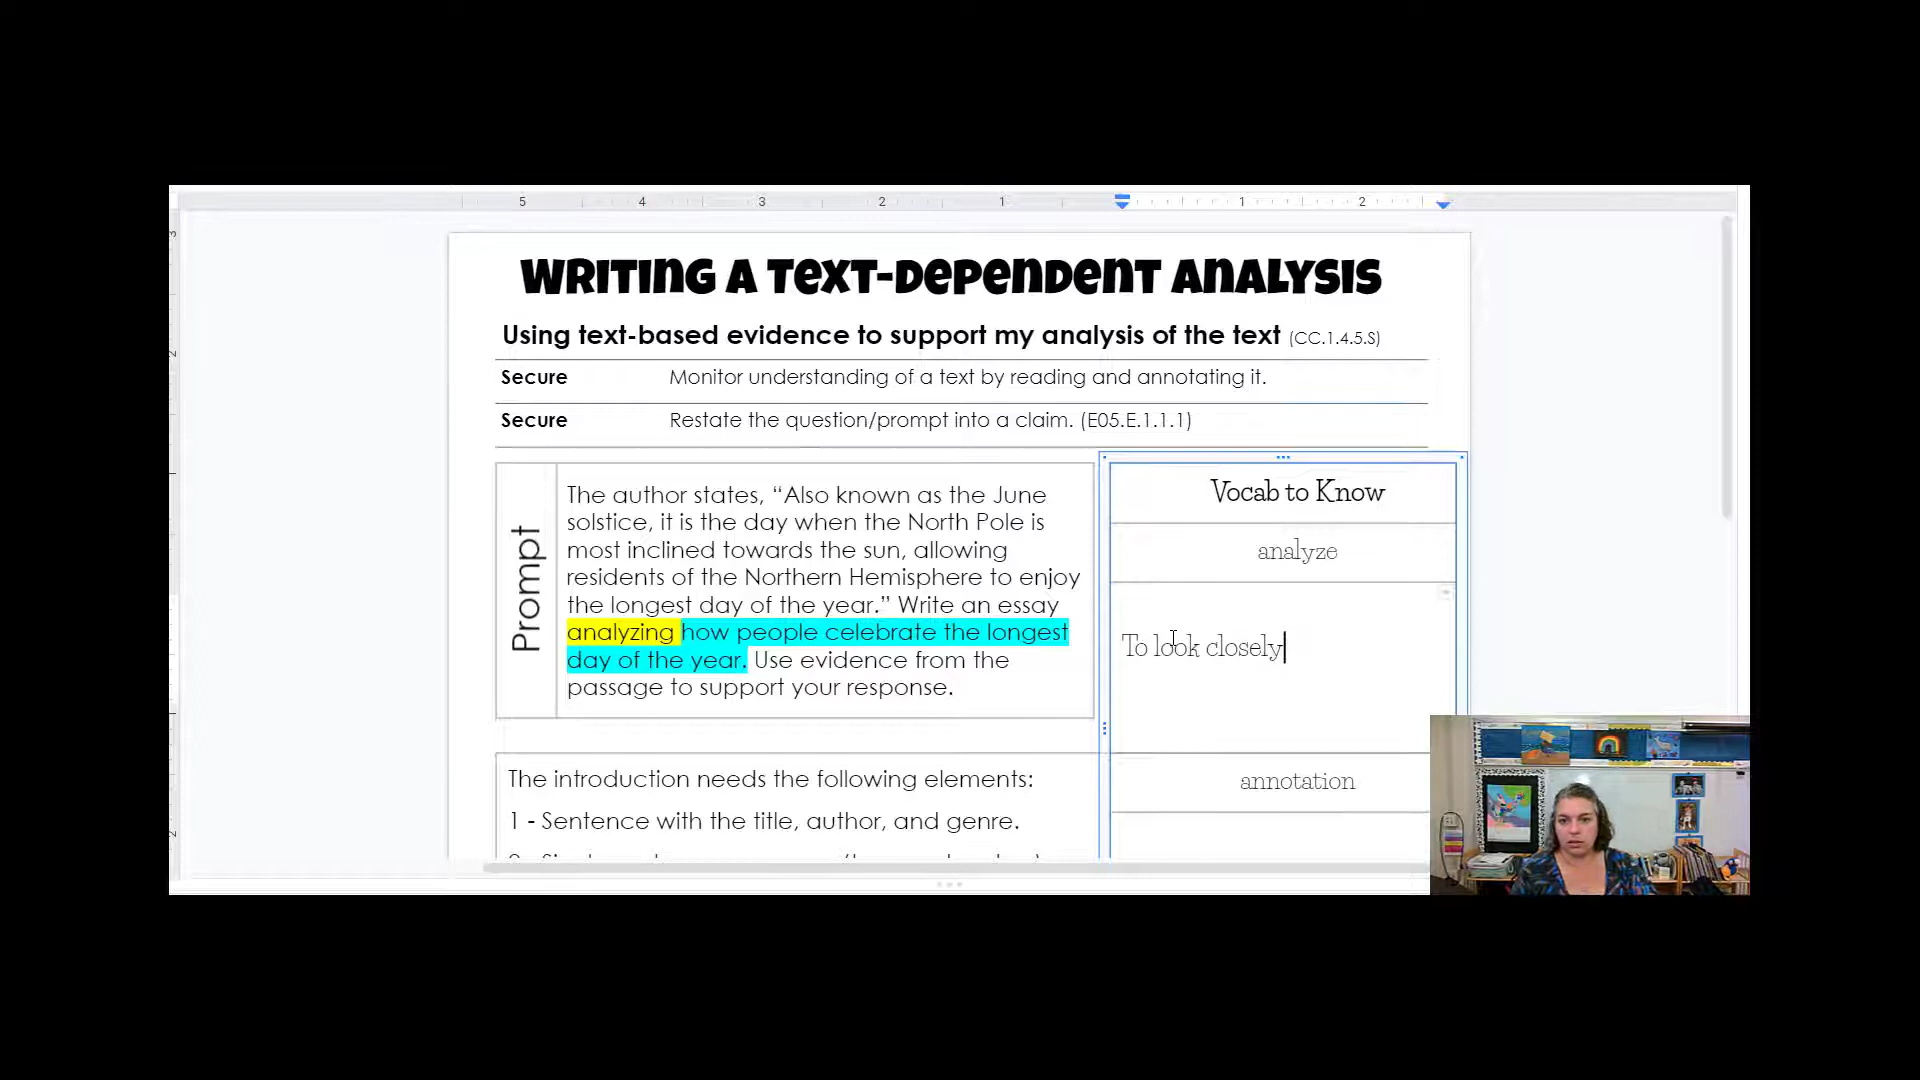 5 4 3 2 1 1 2
WRITING A TEXT-DEPENDENT ANALYSIS
Using text-based evidence to support my analysis of the text (CC.1.4.5.S)
Secure Monitor understanding of a text by reading and annotating it.
Secure Restate the question/prompt into a claim. (E05.E.1.1.1)
Prompt
The author states, “Also known as the June
solstice, it is the day when the North Pole is
most inclined towards the sun, allowing
residents of the Northern Hemisphere to enjoy
the longest day of the year.” Write an essay
analyzing how people celebrate the longest
day of the year. Use evidence from the
passage to support your response.
Vocab to Know
analyze
To look closely
annotation
The introduction needs the following elements:
1 - Sentence with the title, author, and genre.